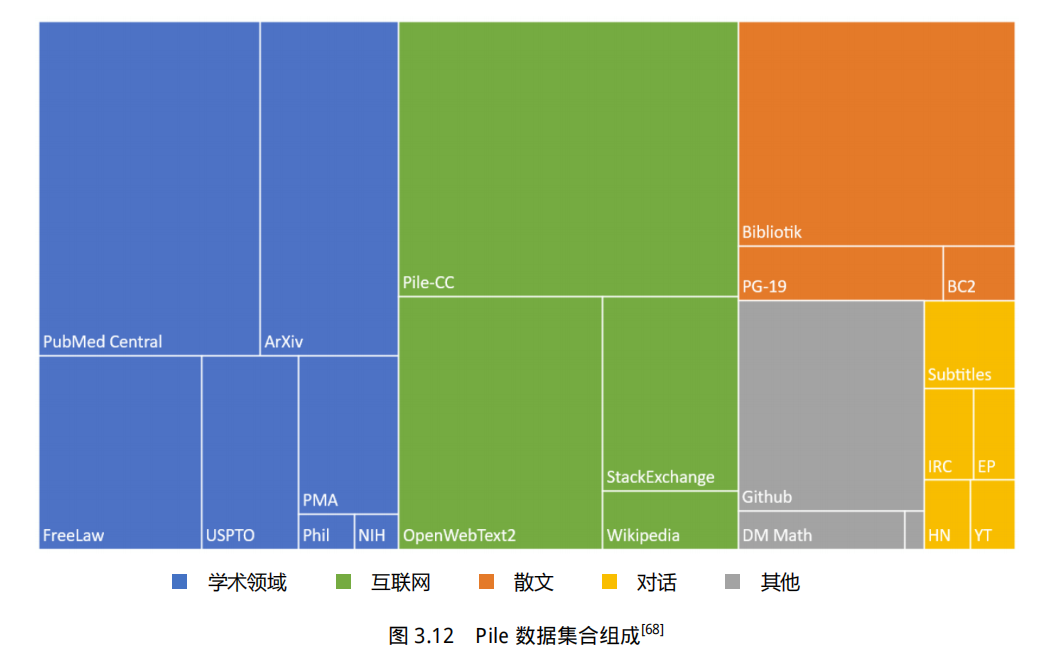 Bibliotik
Pile-CC
PG-19
BC2
PubMed Central
ArXiv
Subtitles
IRC
EP
StackExchange
Github
PMA
FreeLaw
USPTO
Phil
NIH
OpenWebText2
Wikipedia
DM Math
HN
YT
学术领域
互联网
散文
对话
其他
图 3.12 Pile 数据集合组成[68]